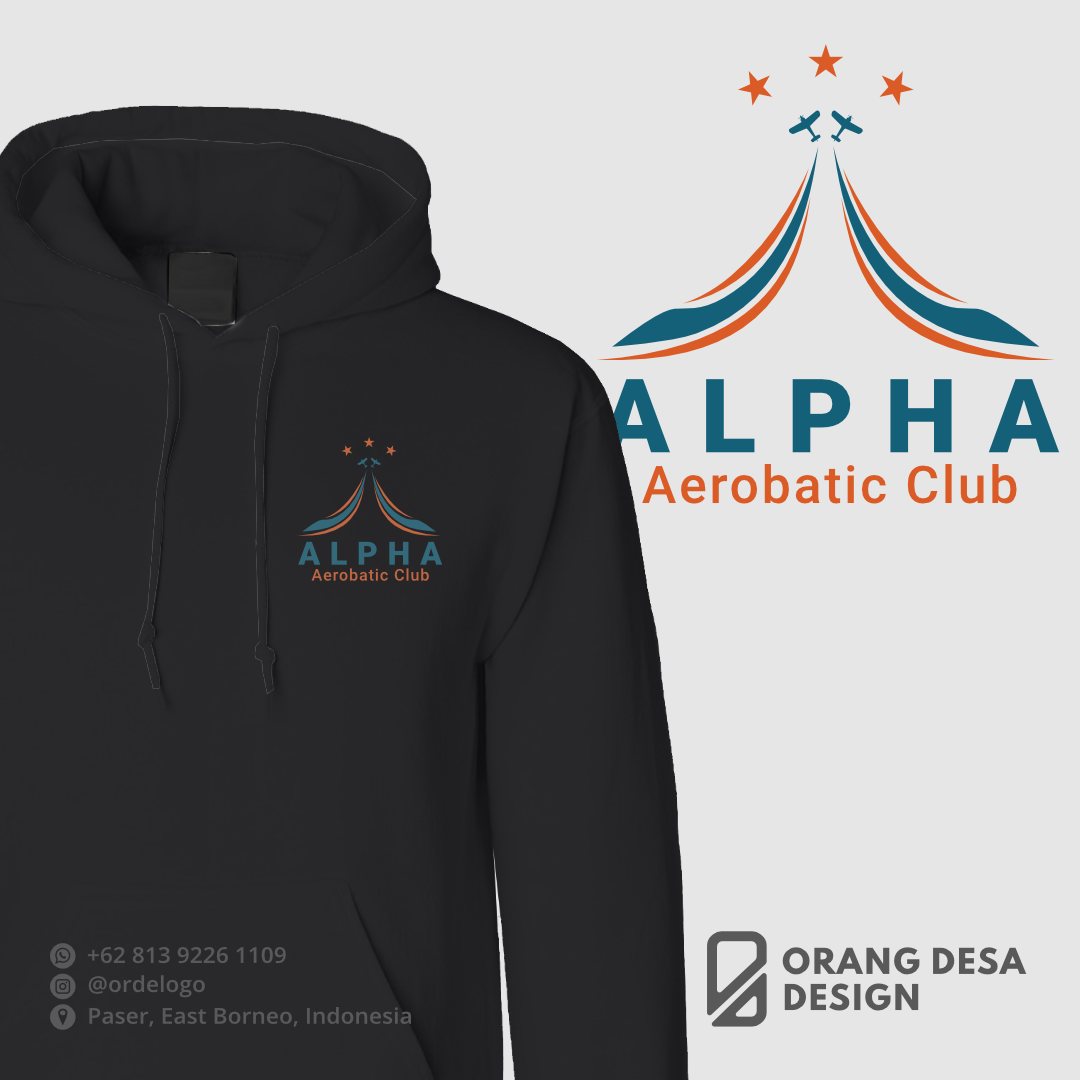 ALPHA
Aerobatic Club
ALPHA
Aerobatic Club
+62 813 9226 1109
@ordelogo
Paser, East Borneo, Indonesia
ORANG DESA
DESIGN